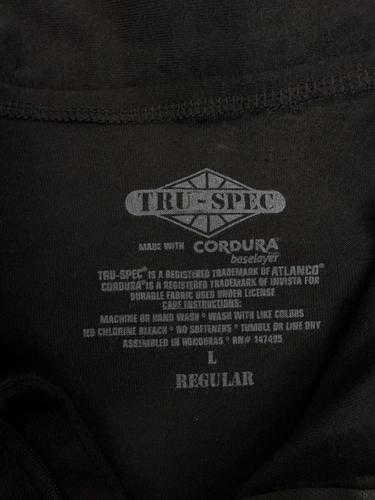 TRU-SPEC
MADE WITH CORDURA™
baselayer
TRU-SPEC® IS A REGISTERED TRADEMARK OF ATLANCO®
CORDURA® IS A REGISTERED TRADEMARK OF INVISTA FOR
DURABLE FABRIC USED UNDER LICENSE
CARE INSTRUCTIONS:
MACHINE OR HAND WASH * WASH WITH LIKE COLORS
NO CHLORINE BLEACH * NO SOFTENERS * TUMBLE OR LINE DRY
ASSEMBLED IN HONDURAS * RN# 147495
L
REGULAR